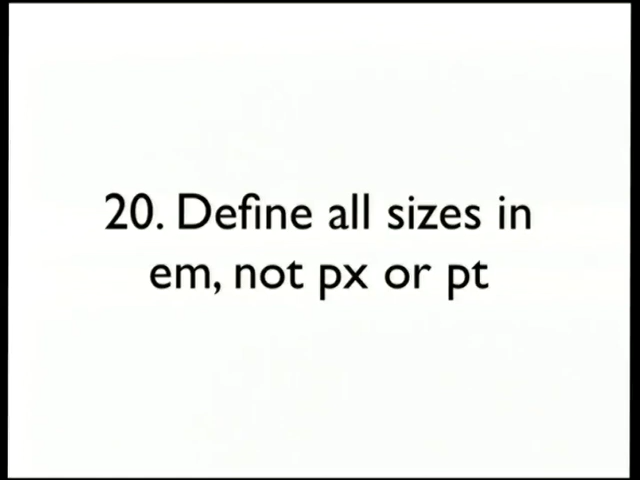 20. Define all sizes in
em, not px or pt